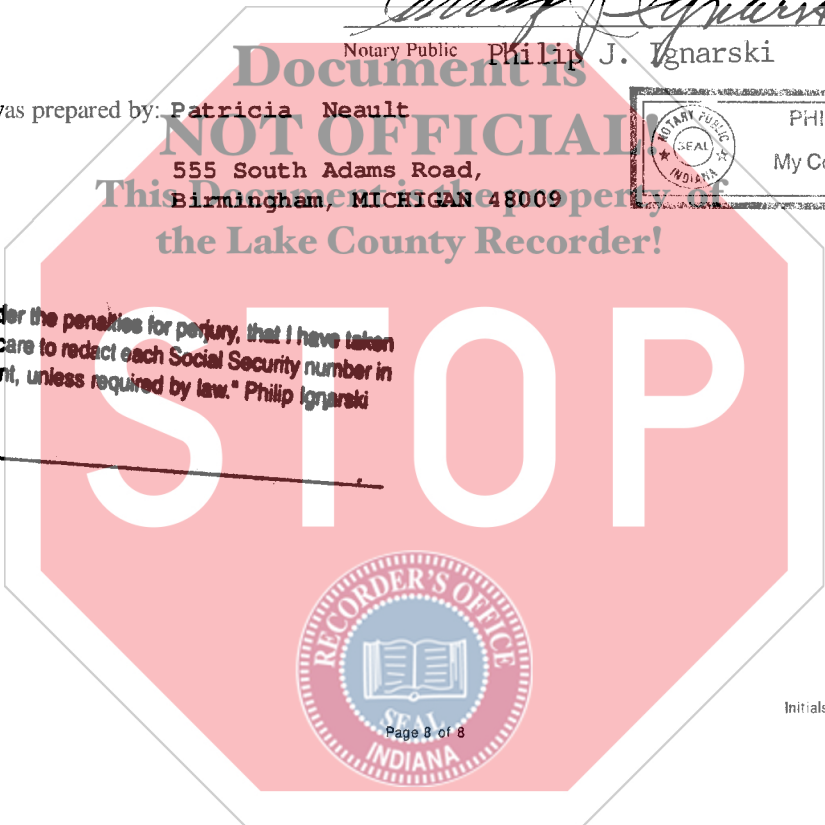 Notary Public Philip J. Ignarski
Document is
was prepared by: Patricia Neault
NOT OFFICIAL!
555 South Adams Road,
This Document is the property of
Birmingham, MICHIGAN 48009
the Lake County Recorder!
NOTARY PUBLIC
SEAL
INDIANA
PHI
My Co
der the penalties for perjury, that I have taken
care to redact each Social Security number in
nt, unless required by law." Philip Ignarski
STOP
RECORDER'S OFFICE
SEAL
INDIANA
Page 8 of 8
Initials